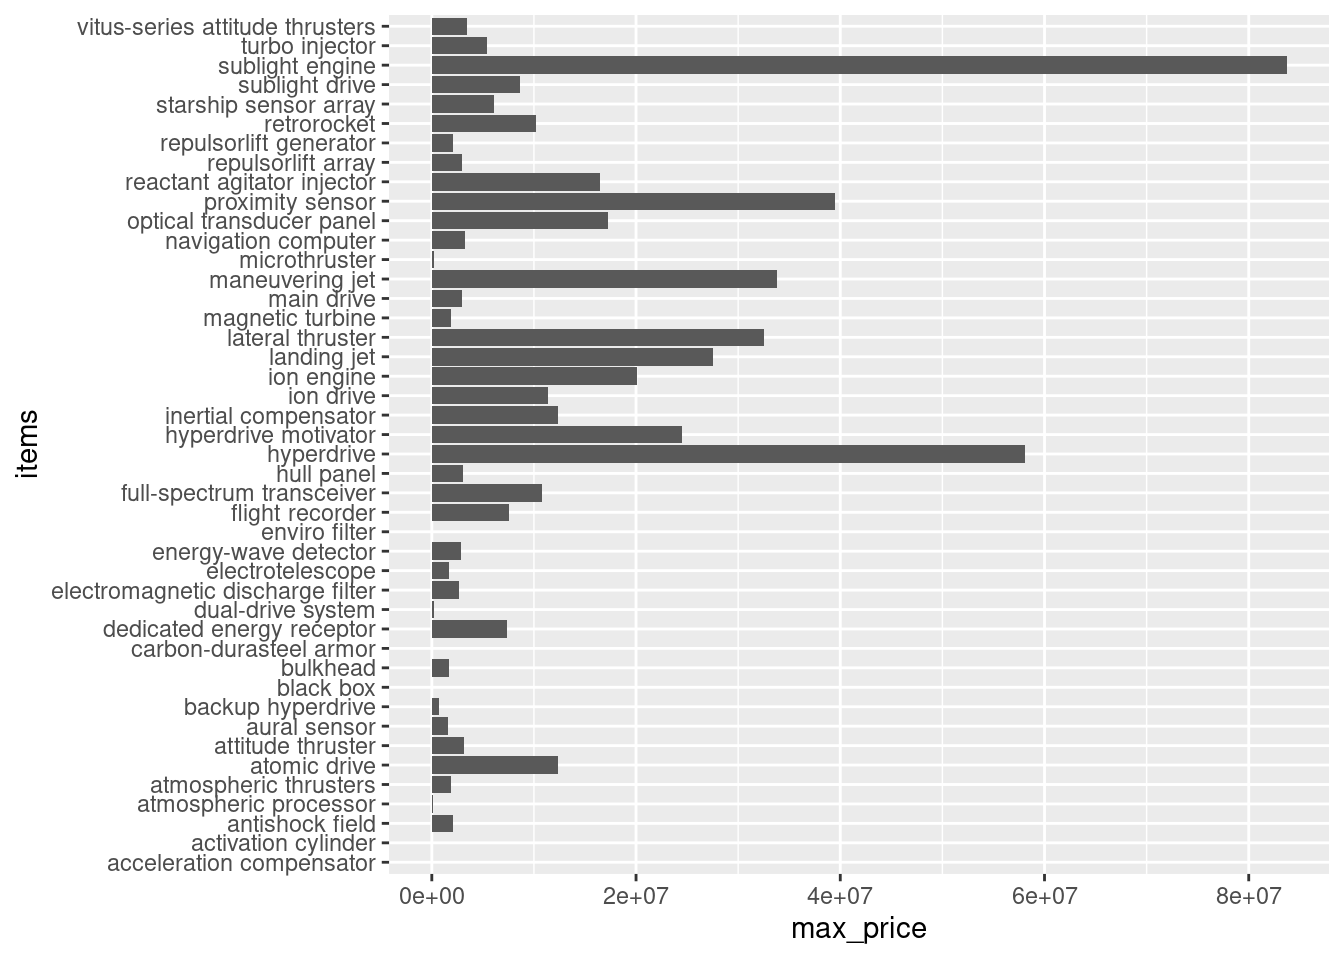 vitus-series attitude thrusters
turbo injector
sublight engine
sublight drive
starship sensor array
retrorocket
repulsorlift generator
repulsorlift array
reactant agitator injector
proximity sensor
optical transducer panel
navigation computer
microthruster
maneuvering jet
main drive
magnetic turbine
lateral thruster
landing jet
ion engine
ion drive
inertial compensator
hyperdrive motivator
hyperdrive
hull panel
full-spectrum transceiver
flight recorder
enviro filter
energy-wave detector
electrotelescope
electromagnetic discharge filter
dual-drive system
dedicated energy receptor
carbon-durasteel armor
bulkhead
black box
backup hyperdrive
aural sensor
attitude thruster
atomic drive
atmospheric thrusters
atmospheric processor
antishock field
activation cylinder
acceleration compensator
items
0e+00 2e+07 4e+07 6e+07 8e+07
max_price